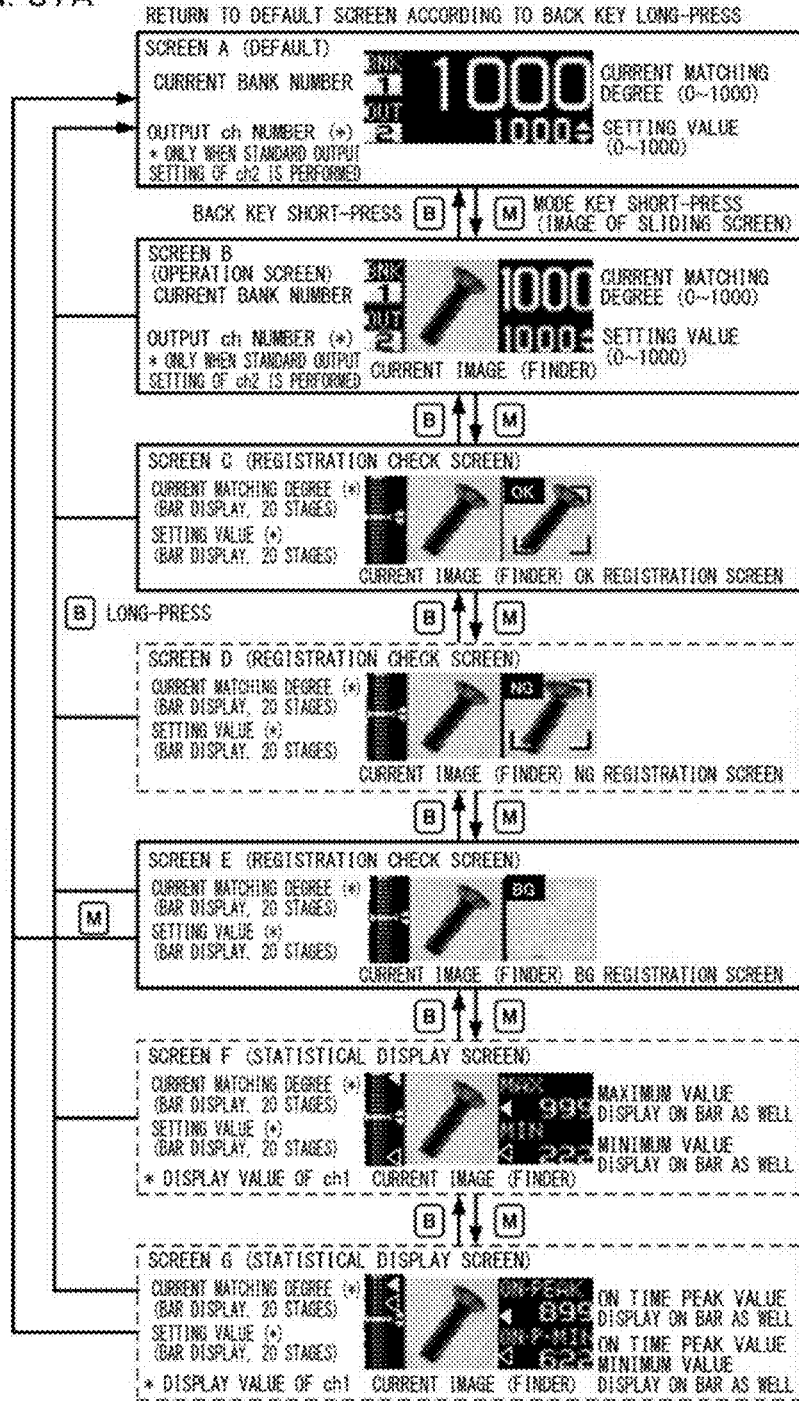 RETURN TO DEFAULT SCREEN ACCORDING TO BACK KEY LONG-PRESS
SCREEN A (DEFAULT)
CURRENT BANK NUMBER
BNK
1
1000
CURRENT MATCHING
DEGREE (0~1000)
OUTPUT ch NUMBER (*)
* ONLY WHEN STANDARD OUTPUT
SETTING OF ch2 IS PERFORMED
OUT
2
1000
SETTING VALUE
(0~1000)
BACK KEY SHORT-PRESS
B
M
MODE KEY SHORT-PRESS
(IMAGE OF SLIDING SCREEN)
SCREEN B
(OPERATION SCREEN)
CURRENT BANK NUMBER
BNK
1
1000
CURRENT MATCHING
DEGREE (0~1000)
OUTPUT ch NUMBER (*)
* ONLY WHEN STANDARD OUTPUT
SETTING OF ch2 IS PERFORMED
OUT
2
1000
SETTING VALUE
(0~1000)
CURRENT IMAGE (FINDER)
B M
SCREEN C (REGISTRATION CHECK SCREEN)
CURRENT MATCHING DEGREE (*)
(BAR DISPLAY, 20 STAGES)
SETTING VALUE (*)
(BAR DISPLAY, 20 STAGES)
OK
CURRENT IMAGE (FINDER) OK REGISTRATION SCREEN
B LONG-PRESS
B M
SCREEN D (REGISTRATION CHECK SCREEN)
CURRENT MATCHING DEGREE (*)
(BAR DISPLAY, 20 STAGES)
SETTING VALUE (*)
(BAR DISPLAY, 20 STAGES)
NG
CURRENT IMAGE (FINDER) NG REGISTRATION SCREEN
B M
SCREEN E (REGISTRATION CHECK SCREEN)
CURRENT MATCHING DEGREE (*)
(BAR DISPLAY, 20 STAGES)
SETTING VALUE (*)
(BAR DISPLAY, 20 STAGES)
BG
CURRENT IMAGE (FINDER) BG REGISTRATION SCREEN
M
B M
SCREEN F (STATISTICAL DISPLAY SCREEN)
CURRENT MATCHING DEGREE (*)
(BAR DISPLAY, 20 STAGES)
SETTING VALUE (*)
(BAR DISPLAY, 20 STAGES)
* DISPLAY VALUE OF ch1
MAX
999
MIN
222
MAXIMUM VALUE
DISPLAY ON BAR AS WELL
MINIMUM VALUE
DISPLAY ON BAR AS WELL
CURRENT IMAGE (FINDER)
B M
SCREEN G (STATISTICAL DISPLAY SCREEN)
CURRENT MATCHING DEGREE (*)
(BAR DISPLAY, 20 STAGES)
SETTING VALUE (*)
(BAR DISPLAY, 20 STAGES)
* DISPLAY VALUE OF ch1
899
822
ON TIME PEAK VALUE
DISPLAY ON BAR AS WELL
ON TIME PEAK VALUE
MINIMUM VALUE
DISPLAY ON BAR AS WELL
CURRENT IMAGE (FINDER)